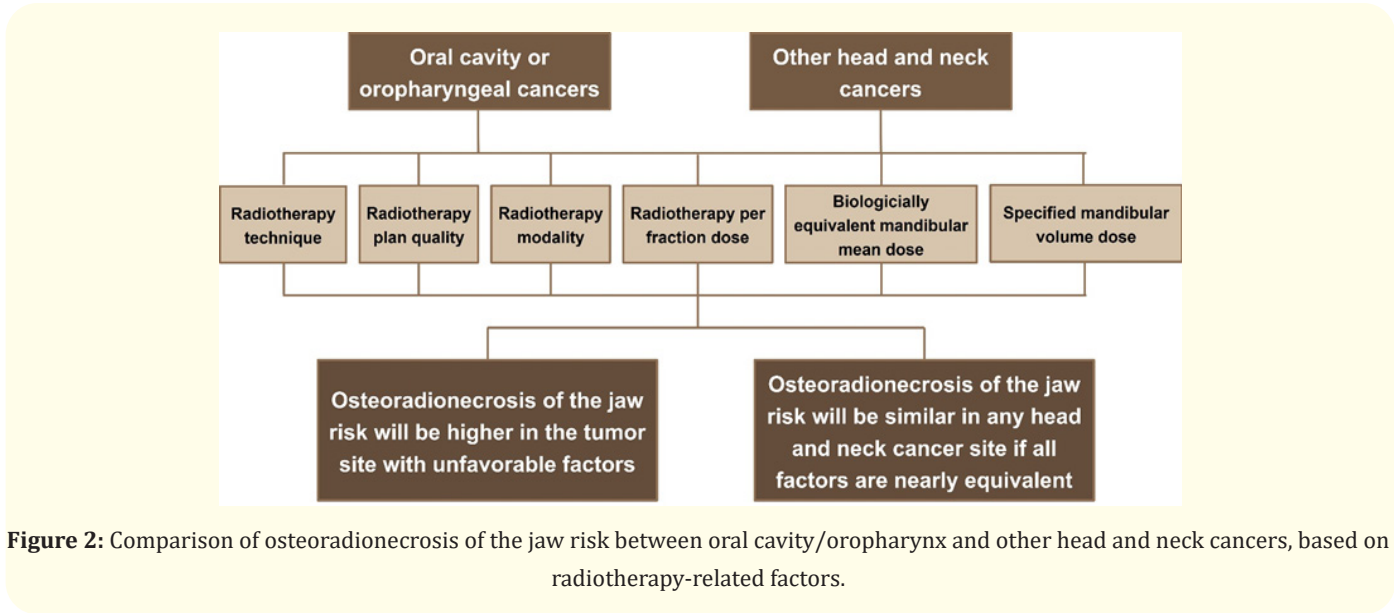 Oral cavity or
oropharyngeal cancers
Other head and neck
cancers
Radiotherapy
technique
Radiotherapy
plan quality
Radiotherapy
modality
Radiotherapy per
fraction dose
Biologicially
equivalent mandibular
mean dose
Specified mandibular
volume dose
Osteoradionecrosis of the jaw
risk will be higher in the tumor
site with unfavorable factors
Osteoradionecrosis of the jaw
risk will be similar in any head
and neck cancer site if all
factors are nearly equivalent
Figure 2: Comparison of osteoradionecrosis of the jaw risk between oral cavity/oropharynx and other head and neck cancers, based on
radiotherapy-related factors.